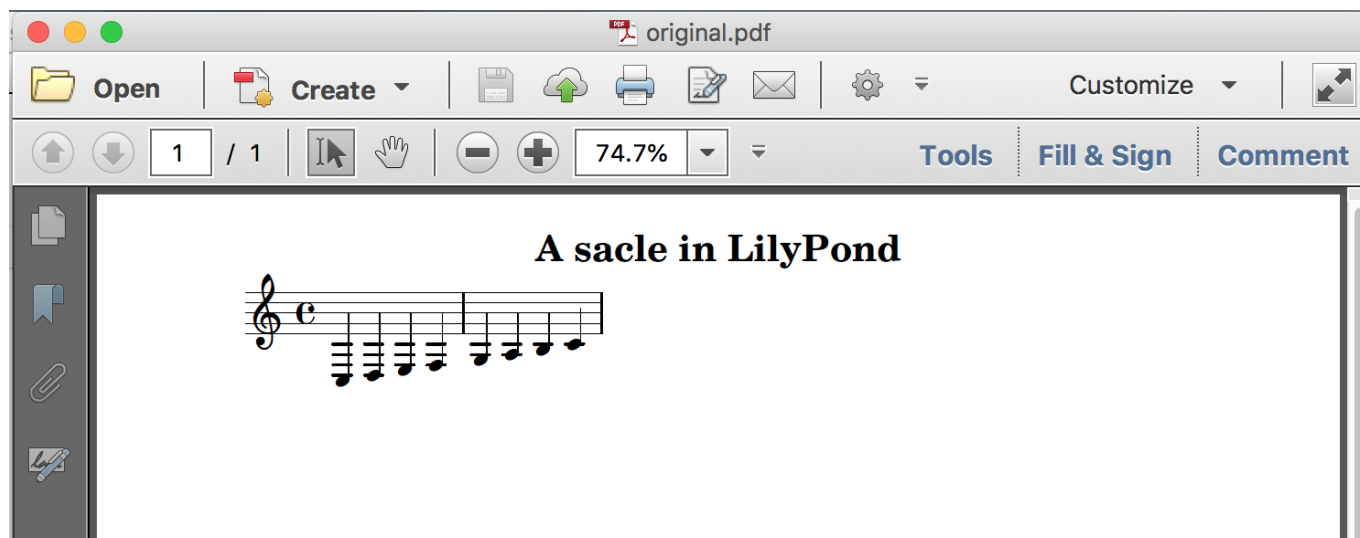 original.pdf
Open Create Customize
1 / 1 74.7% Tools Fill & Sign Comment
A sacle in LilyPond